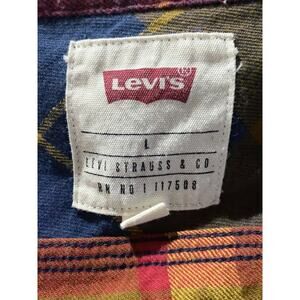 LEVI'S ®
L
LEVI STRAUSS & CO
RN NO | 117508